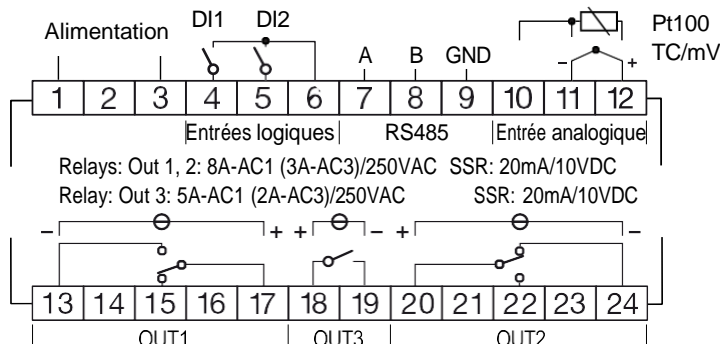 Alimentation DI1 DI2 Pt100
A B GND TC/mV
– +
1 2 3 4 5 6 7 8 9 10 11 12
Entrées logiques RS485 Entrée analogique
Relays: Out 1, 2: 8A-AC1 (3A-AC3)/250VAC SSR: 20mA/10VDC
Relay: Out 3: 5A-AC1 (2A-AC3)/250VAC SSR: 20mA/10VDC
– + + – + –
13 14 15 16 17 18 19 20 21 22 23 24
OUT1 OUT3 OUT2